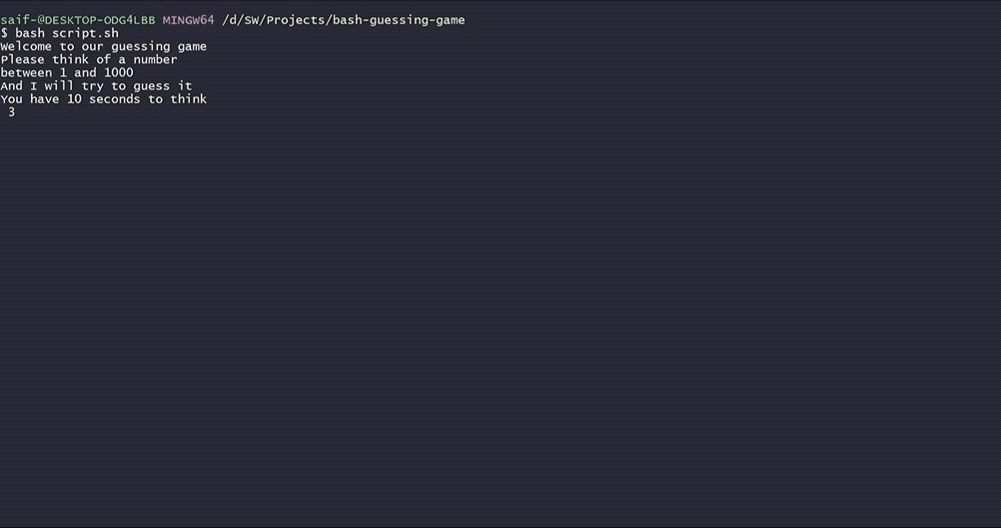 saif-@DESKTOP-ODG4LBB MINGW64 /d/SW/Projects/bash-guessing-game
$ bash script.sh
Welcome to our guessing game
Please think of a number
between 1 and 1000
And I will try to guess it
You have 10 seconds to think
3